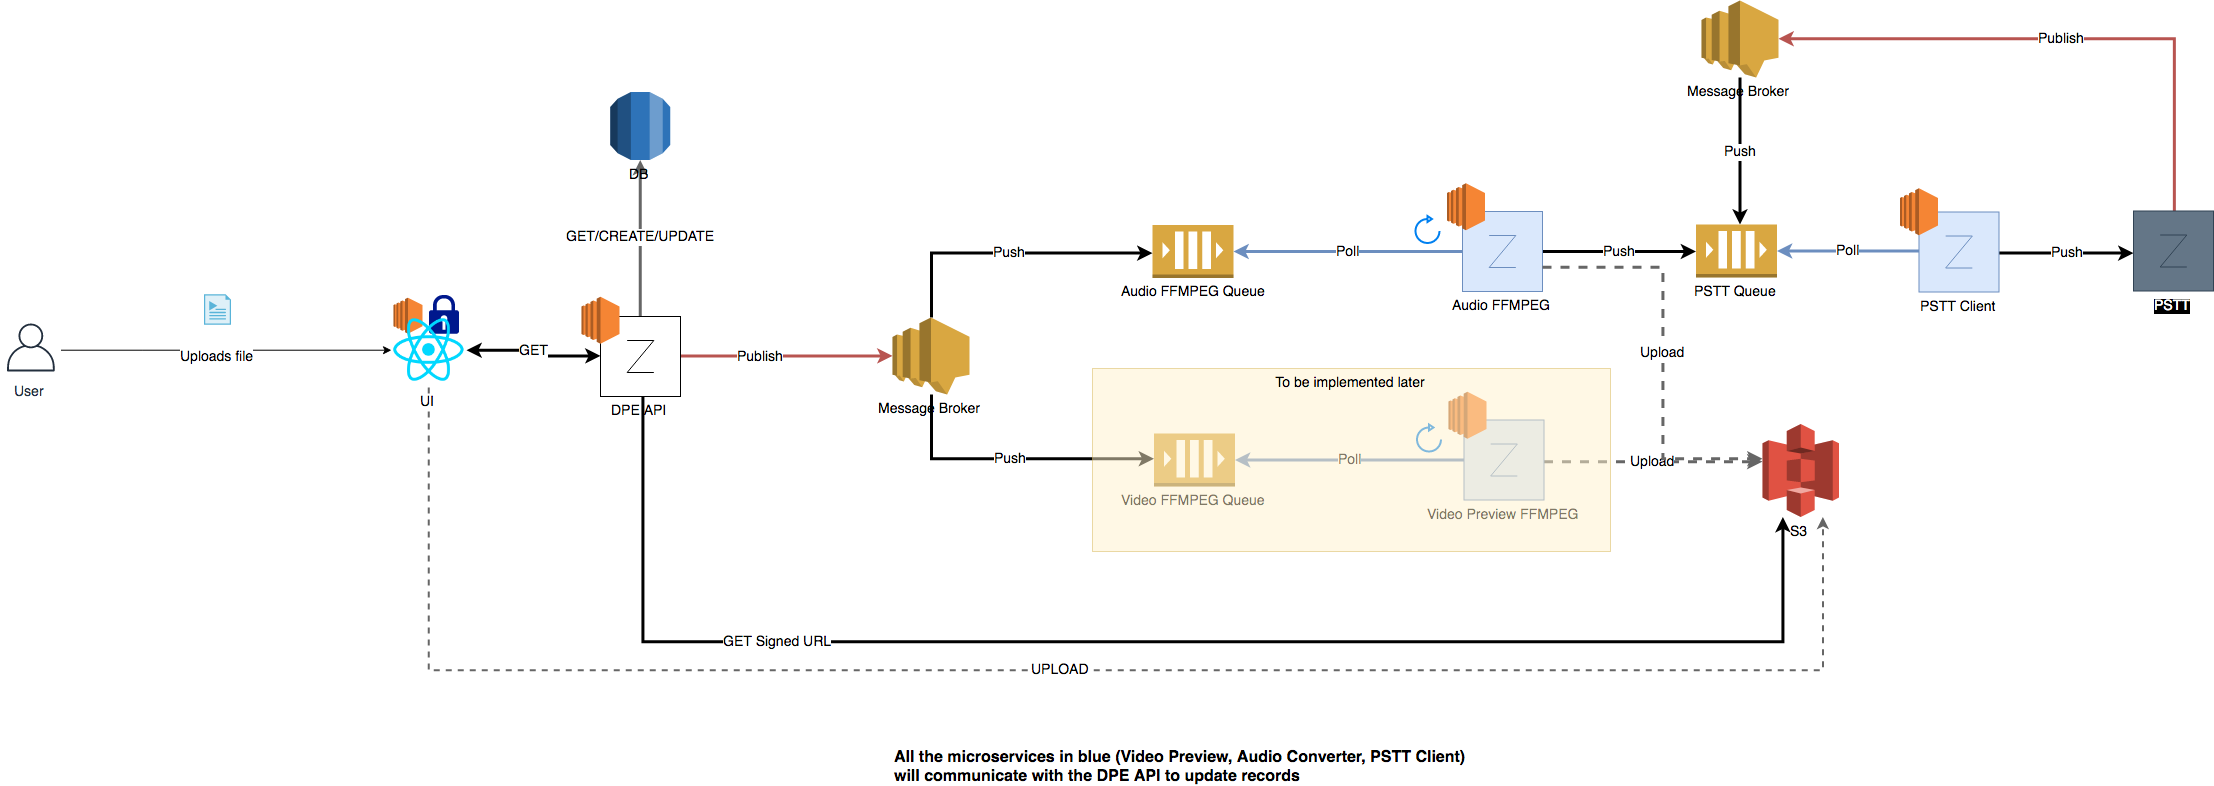 Publish
Message Broker
Push
DB
GET/CREATE/UPDATE
Push
Poll
Push
Poll
Push
Audio FFMPEG Queue
Audio FFMPEG
PSTT Queue
PSTT Client
PSTT
Uploads file
GET
Publish
Upload
User
UI
DPE API
Message Broker
To be implemented later
Push
Poll
Upload
Video FFMPEG Queue
Video Preview FFMPEG
S3
GET Signed URL
UPLOAD
All the microservices in blue (Video Preview, Audio Converter, PSTT Client)
will communicate with the DPE API to update records